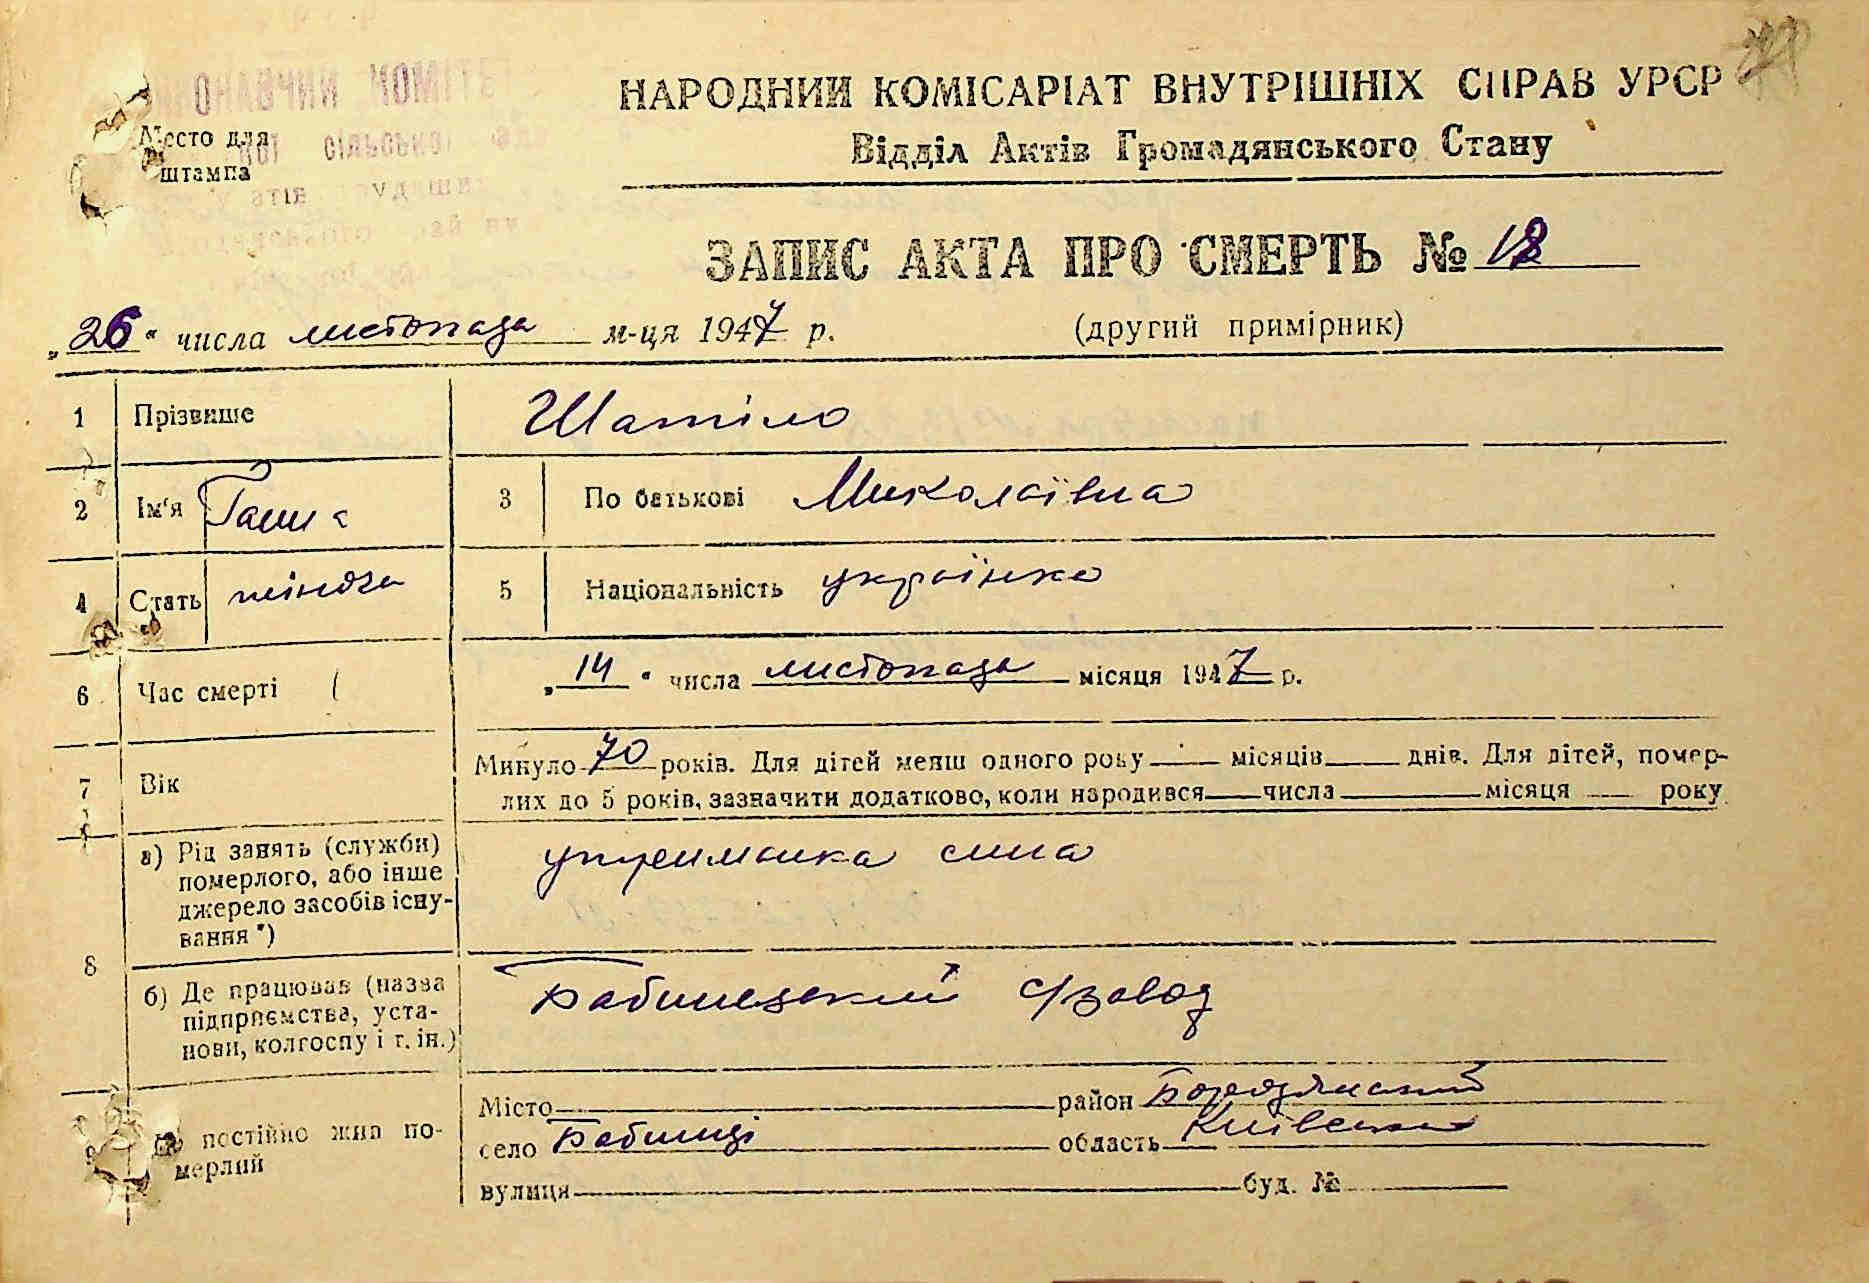 НАРОДНИЙ КОМІСАРІАТ ВНУТРІШНІХ СПРАВ УРСР
Відділ Актів Громадянського Стану
Место для
штампа
ЗАПИС АКТА ПРО СМЕРТЬ № 12
„26“ числа листопада м-ця 1947 р. (другий примірник)
1 Прізвише Шатіло
2 Ім‘я Ганна 3 По батькові Миколаївна
4 Стать жіноча 5 Національність українка
6 Час смерті „14“ числа листопада місяця 1947 р.
7 Вік Минуло 70 років. Для дітей менш одного року місяців днів. Для дітей, помер-
лих до 5 років, зазначити додатково, коли народився числа місяця року
8 а) Рід занять (служби)
померлого, або інше
джерело засобів існу-
вання *)
утриманка сина
б) Де працював (назва
підприємства, уста-
нови, колгоспу і т. ін.)
Бабинецький с/завод
9 Де постійно жив по-
мерлий
Місто район Бородянський
село Бабинці область Київська
вулиця буд. №